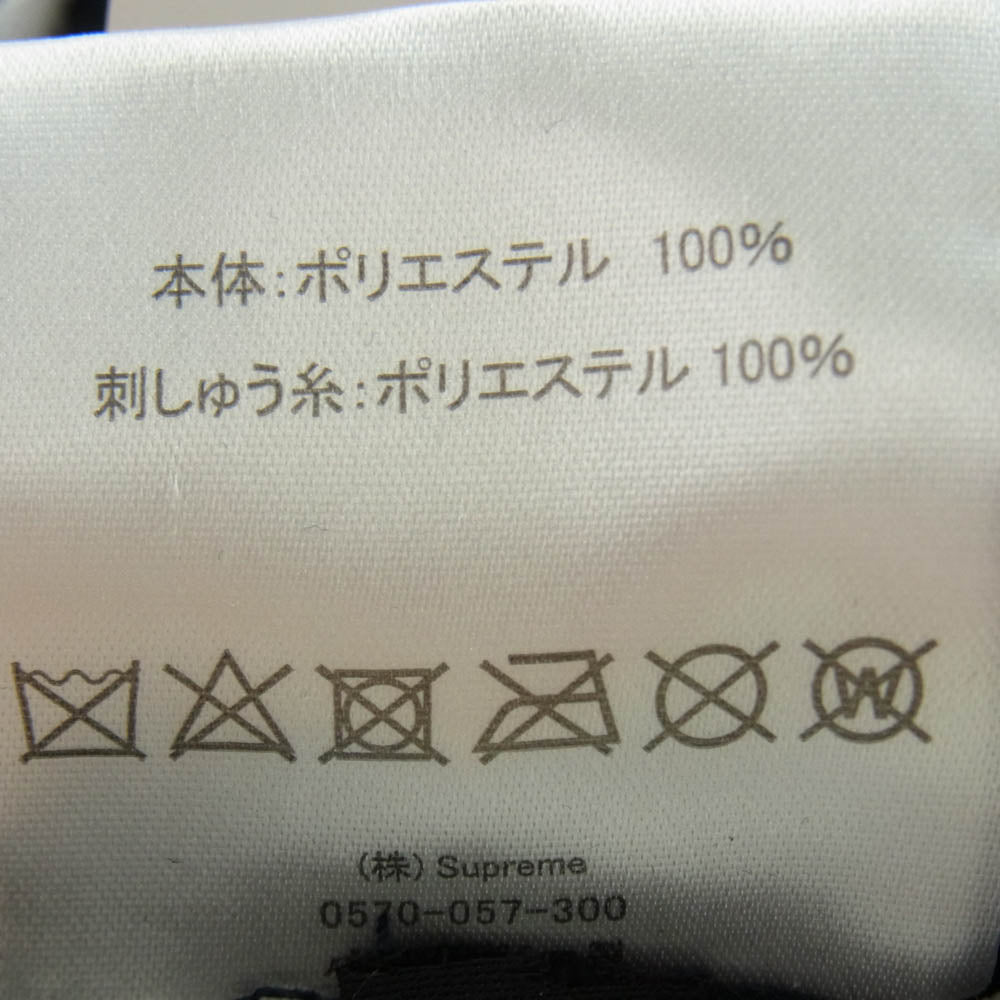 本体:ポリエステル 100%
刺しゅう糸:ポリエステル 100%
W
(株) Supreme
0570-057-300
製